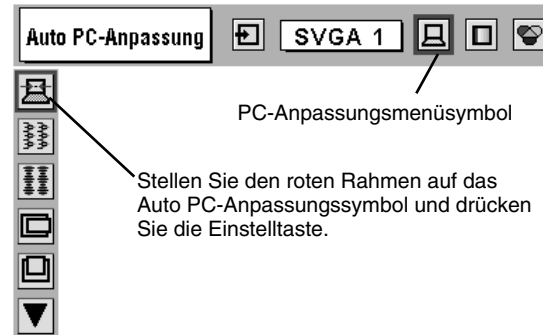 Auto PC-Anpassung
SVGA 1
PC-Anpassungsmenüsymbol
Stellen Sie den roten Rahmen auf das
Auto PC-Anpassungssymbol und drücken
Sie die Einstelltaste.